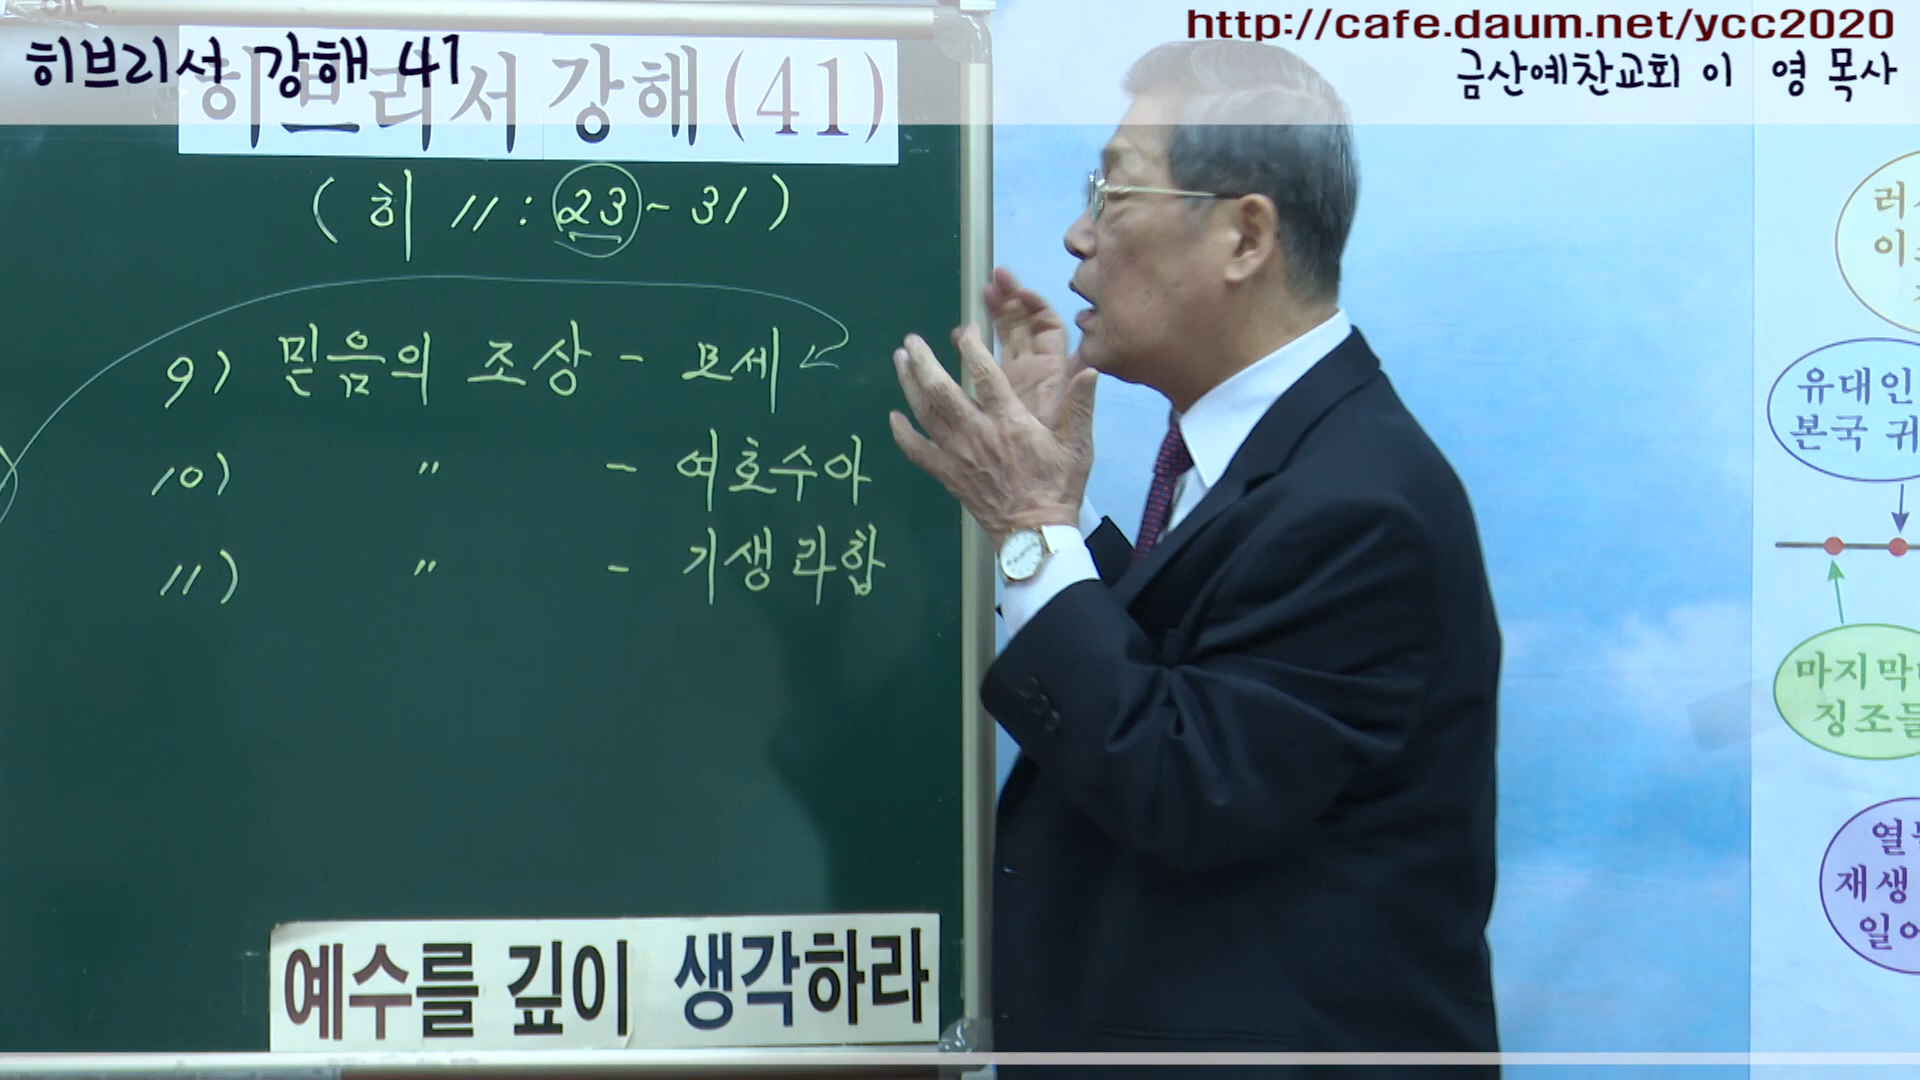 히브리서 강해 41
http://cafe.daum.net/ycc2020
금산예찬교회 이 영 목사
히브리서 강해 (41)
( 히 11 : 23 ~ 31 )
9) 믿음의 조상 - 모세
10) " - 여호수아
11) " - 기생 라합
예수를 깊이 생각하라
유대인
본국 귀
마지막
징조들
재생